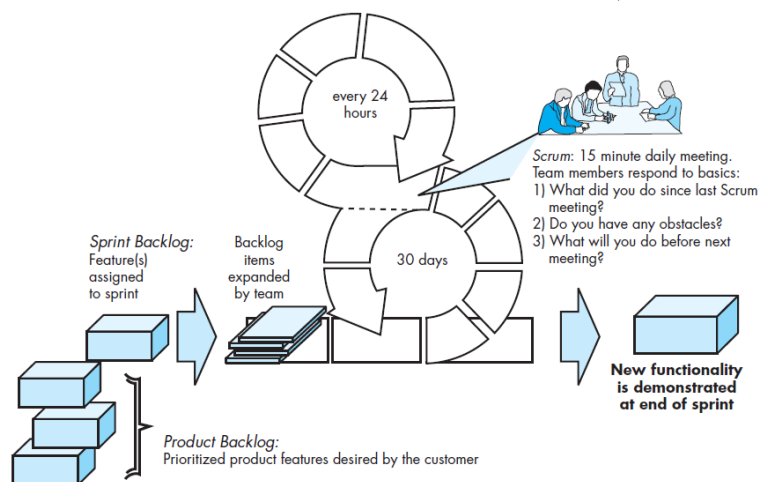 every 24
hours
Scrum: 15 minute daily meeting.
Team members respond to basics:
1) What did you do since last Scrum
meeting?
2) Do you have any obstacles?
3) What will you do before next
meeting?
Sprint Backlog:
Feature(s)
assigned
to sprint
Backlog
items
expanded
by team
30 days
New functionality
is demonstrated
at end of sprint
Product Backlog:
Prioritized product features desired by the customer